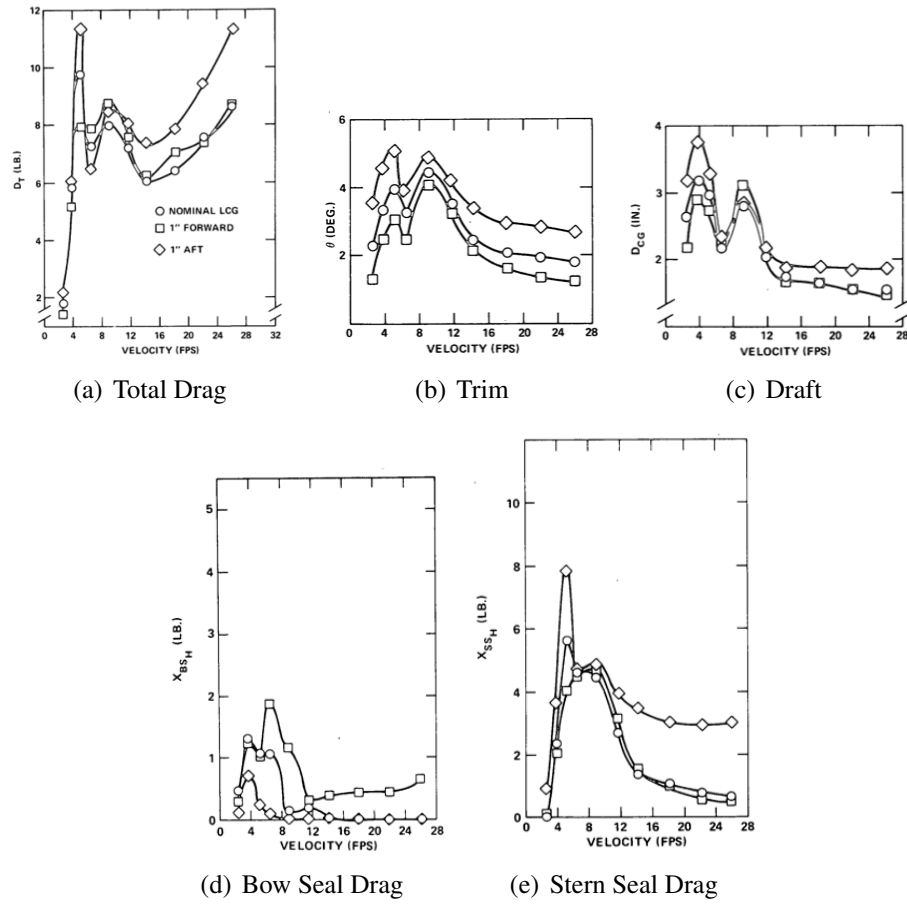 12
10
8
6
4
2
D_T (LB.)
NOMINAL LCG
1" FORWARD
1" AFT
0 4 8 12 16 20 24 28 32
VELOCITY (FPS)
(a) Total Drag
6
4
2
0
θ (DEG.)
0 4 8 12 16 20 24 28
VELOCITY (FPS)
(b) Trim
4
3
2
D_CG (IN.)
0 4 8 12 16 20 24 28
VELOCITY (FPS)
(c) Draft
5
4
3
2
1
0
X_BS_H (LB.)
0 4 8 12 16 20 24 28
VELOCITY (FPS)
(d) Bow Seal Drag
10
8
6
4
2
0
X_SS_H (LB.)
0 4 8 12 16 20 24 28
VELOCITY (FPS)
(e) Stern Seal Drag